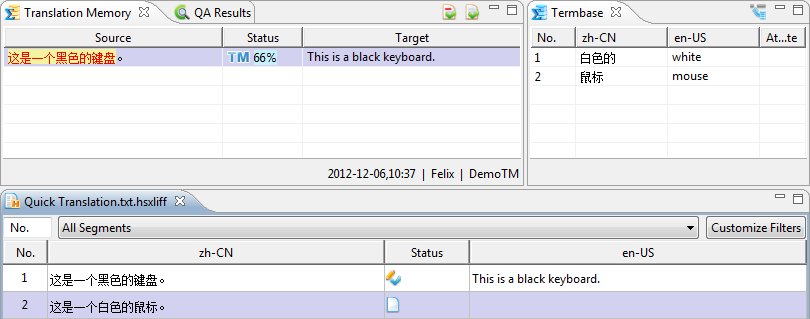 Translation Memory
QA Results
Source Status Target
这是一个黑色的键盘。 TM 66% This is a black keyboard.
2012-12-06,10:37 | Felix | DemoTM
Termbase
No. zh-CN en-US At...te
1 白色的 white
2 鼠标 mouse
Quick Translation.txt.hsxliff
No. All Segments Customize Filters
No. zh-CN Status en-US
1 这是一个黑色的键盘。 This is a black keyboard.
2 这是一个白色的鼠标。